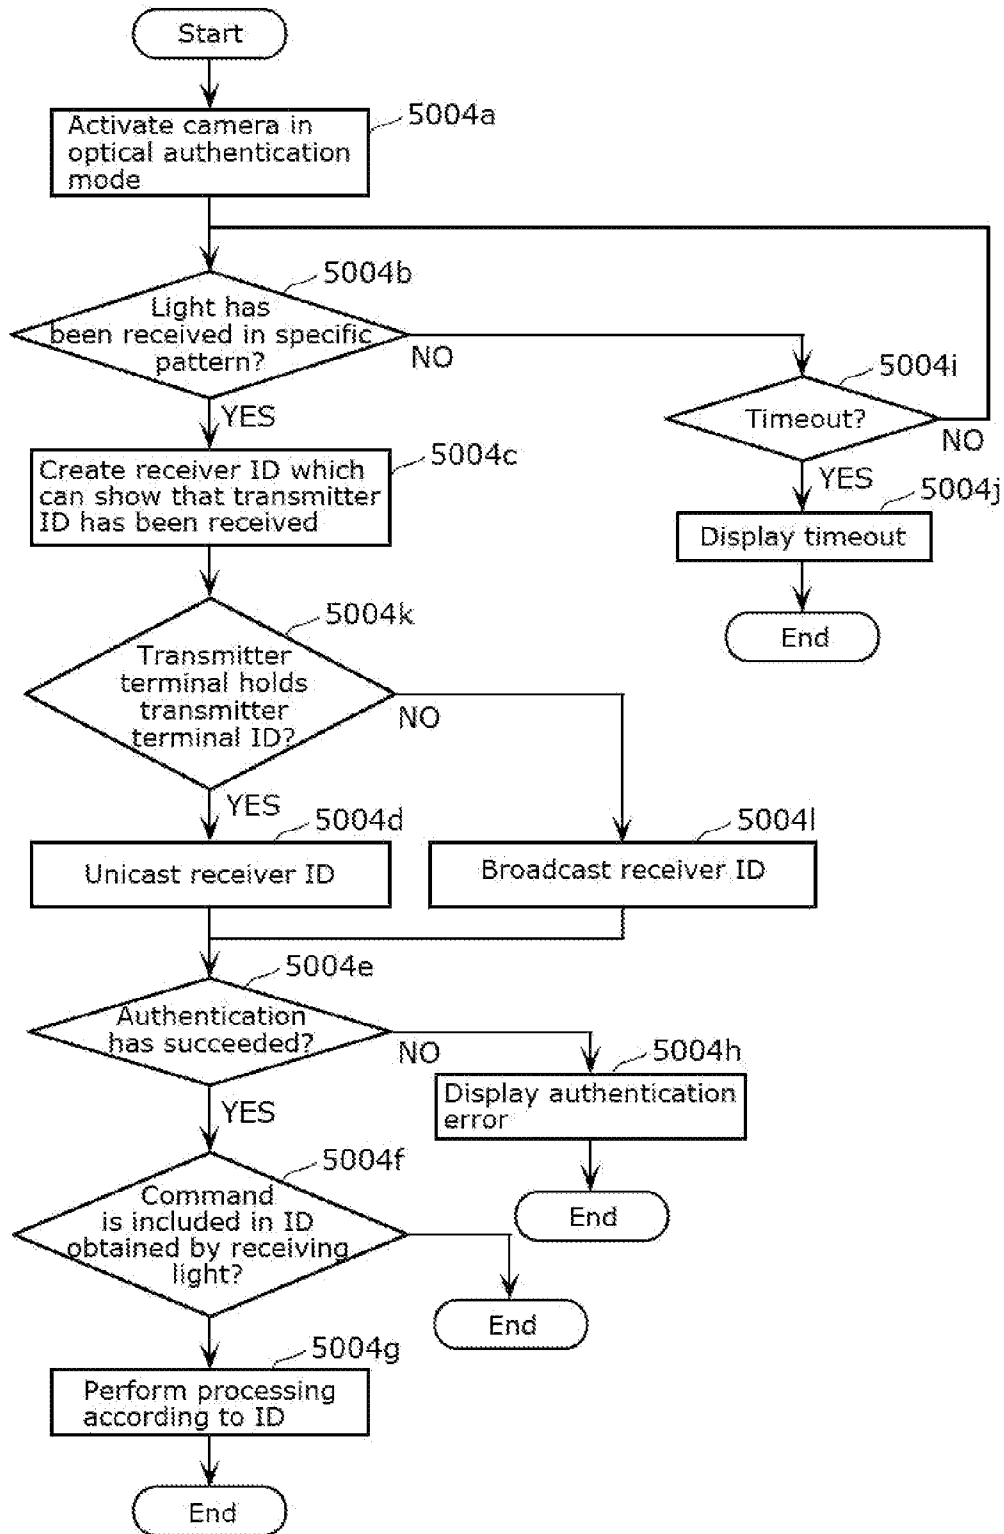 Start
5004a
Activate camera in
optical authentication
mode
5004b
Light has
been received in specific
pattern?
NO
YES
5004i
Timeout?
NO
YES
5004c
Create receiver ID which
can show that transmitter
ID has been received
5004j
Display timeout
End
5004k
Transmitter
terminal holds
transmitter
terminal ID?
NO
YES
5004d
Unicast receiver ID
5004l
Broadcast receiver ID
5004e
Authentication
has succeeded?
NO
YES
5004h
Display authentication
error
End
5004f
Command
is included in ID
obtained by receiving
light?
End
5004g
Perform processing
according to ID
End